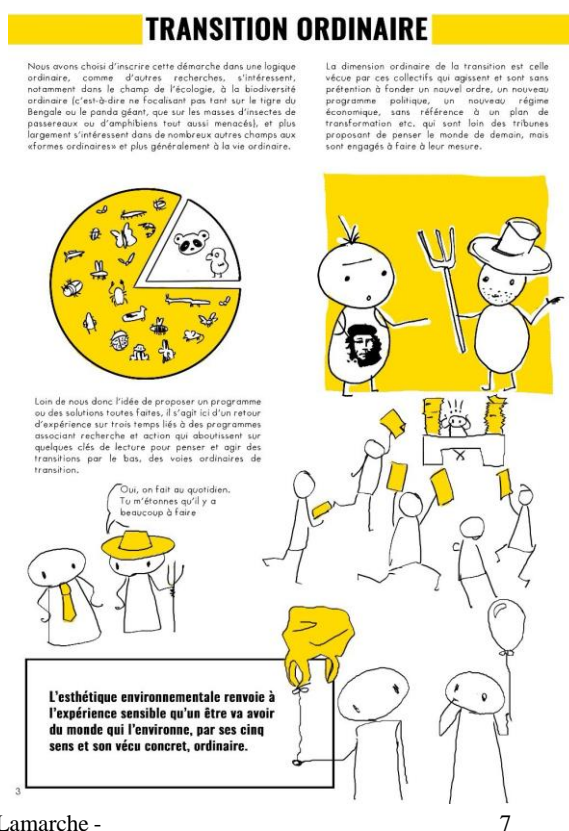 TRANSITION ORDINAIRE
Nous avons choisi d'inscrire cette démarche dans une logique
ordinaire, comme d'autres recherches, s'intéressent,
notamment dans le champ de l'écologie, à la biodiversité
ordinaire (c'est-à-dire ne focalisant pas tant sur le tigre du
Bengale ou le panda géant, que sur les masses d'insectes de
passereaux ou d'amphibiens tout aussi menacés), et plus
largement s'intéressent dans de nombreux autres champs aux
«formes ordinaires» et plus généralement à la vie ordinaire.
La dimension ordinaire de la transition est celle
vécue par ces collectifs qui agissent et sont sans
prétention à fonder un nouvel ordre, un nouveau
programme politique, un nouveau régime
économique, sans référence à un plan de
transformation etc. qui sont loin des tribunes
proposant de penser le monde de demain, mais
sont engagés à faire à leur mesure.
Loin de nous donc l'idée de proposer un programme
ou des solutions toutes faites, il s'agit ici d'un retour
d'expérience sur trois temps liés à des programmes
associant recherche et action qui aboutissent sur
quelques clés de lecture pour penser et agir des
transitions par le bas, des voies ordinaires de
transition.
Oui, on fait au quotidien.
Tu m'étonnes qu'il y a
beaucoup à faire
L'esthétique environnementale renvoie à
l'expérience sensible qu'un être va avoir
du monde qui l'environne, par ses cinq
sens et son vécu concret, ordinaire.
3
Lamarche - 7